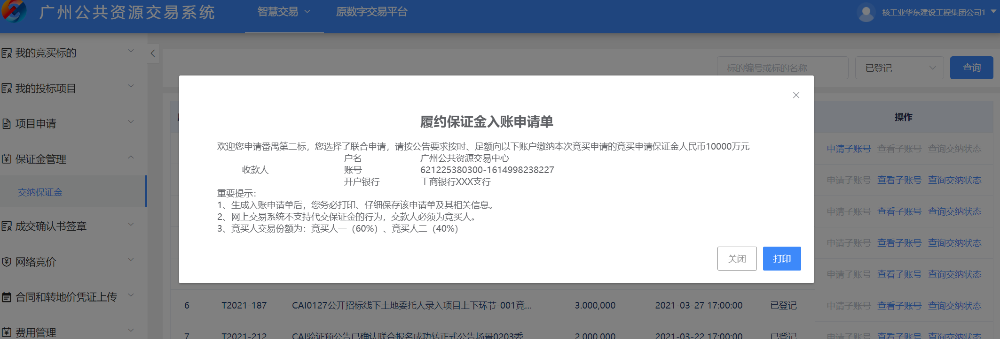 广州公共资源交易系统
智慧交易
原数字交易平台
核工业华东建设工程集团公司1
我的竞买标的
我的投标项目
项目申请
保证金管理
交纳保证金
成交确认书签章
网络竞价
合同和转地价凭证上传
费用管理
标的编号或标的名称
已登记
查询
操作
履约保证金入账申请单
欢迎您申请番禺第二标，您选择了联合申请，请按公告要求按时、足额向以下账户缴纳本次竞买申请的竞买申请保证金人民币10000万元
户名 广州公共资源交易中心
收款人 账号 621225380300-1614998238227
开户银行 工商银行XXX支行
重要提示：
1、生成入账申请单后，您务必打印、仔细保存该申请单及其相关信息。
2、网上交易系统不支持代交保证金的行为，交款人必须为竞买人。
3、竞买人交易份额为：竞买人一（60%）、竞买人二（40%）
关闭
打印
申请子账号 查看子账号 查询交纳状态
申请子账号 查看子账号 查询交纳状态
申请子账号 查看子账号 查询交纳状态
申请子账号 查看子账号 查询交纳状态
申请子账号 查看子账号 查询交纳状态
6 T2021-187 CAI0127公开招标线下土地委托人录入项目上下环节-001竞... 3.000,000 2021-03-27 17:00:00 已登记 申请子账号 查看子账号 查询交纳状态
7 T2021-212 CAI验证预公告已确认联合报名成功转正式公告场景0203委 2.000.000 2021-03-22 17:00:00 已登记 申请子账号 查看子账号 查询交纳状态